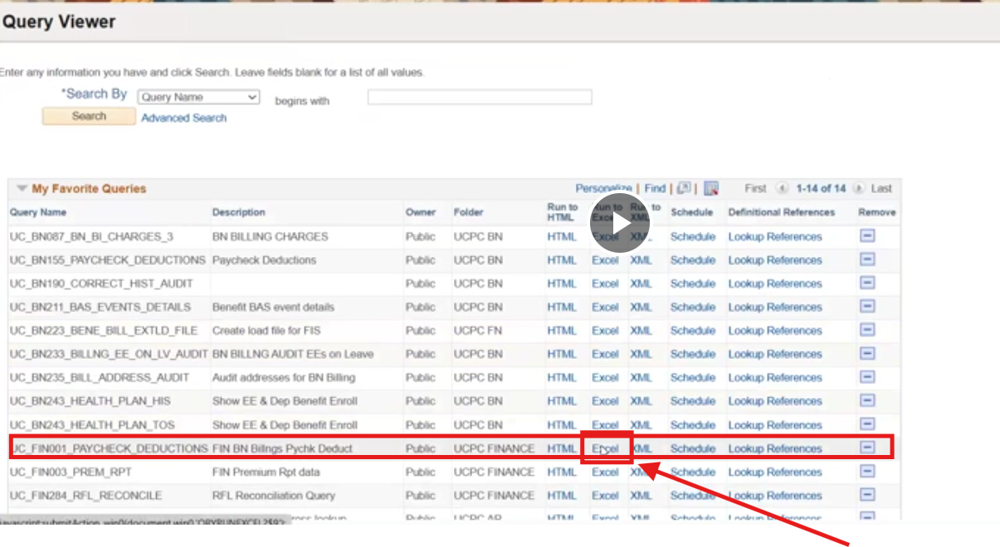 Query Viewer
Enter any information you have and click Search. Leave fields blank for a list of all values.
*Search By Query Name begins with
Search Advanced Search
My Favorite Queries Personalize | Find | | First 1-14 of 14 Last
Query Name Description Owner Folder Run to HTML Run to Excel Run to XML Schedule Definitional References Remove
UC_BN087_BN_BI_CHARGES_3 BN BILLING CHARGES Public UCPC BN HTML Excel XML Schedule Lookup References
UC_BN155_PAYCHECK_DEDUCTIONS Paycheck Deductions Public UCPC BN HTML Excel XML Schedule Lookup References
UC_BN190_CORRECT_HIST_AUDIT Public UCPC BN HTML Excel XML Schedule Lookup References
UC_BN211_BAS_EVENTS_DETAILS Benefit BAS event details Public UCPC BN HTML Excel XML Schedule Lookup References
UC_BN223_BENE_BILL_EXTLD_FILE Create load file for FIS Public UCPC FN HTML Excel XML Schedule Lookup References
UC_BN233_BILLNG_EE_ON_LV_AUDIT BN BILLNG AUDIT EEs on Leave Public UCPC BN HTML Excel XML Schedule Lookup References
UC_BN235_BILL_ADDRESS_AUDIT Audit addresses for BN Billing Public UCPC BN HTML Excel XML Schedule Lookup References
UC_BN243_HEALTH_PLAN_HIS Show EE & Dep Benefit Enroll Public UCPC BN HTML Excel XML Schedule Lookup References
UC_BN243_HEALTH_PLAN_TOS Show EE & Dep Benefit Enroll Public UCPC BN HTML Excel XML Schedule Lookup References
UC_FIN001_PAYCHECK_DEDUCTIONS FIN BN Bilngs Pychk Deduct Public UCPC FINANCE HTML Excel XML Schedule Lookup References
UC_FIN003_PREM_RPT FIN Premium Rpt data Public UCPC FINANCE HTML Excel XML Schedule Lookup References
UC_FIN284_RFL_RECONCILE RFL Reconciliation Query Public UCPC FINANCE HTML Excel XML Schedule Lookup References
lookup Public UCPC AP HTML Excel XML Schedule Lookup References